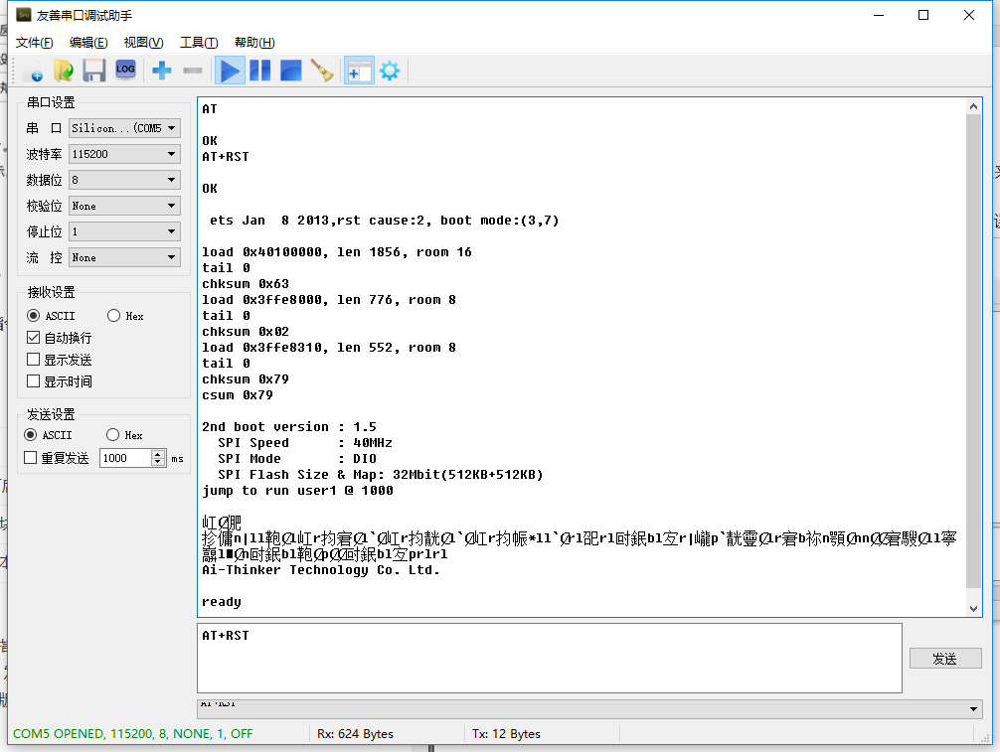 友善串口调试助手
文件(F) 编辑(E) 视图(V) 工具(T) 帮助(H)
LOG
串口设置
串 口 Silicon...(COM5
波特率 115200
数据位 8
校验位 None
停止位 1
流 控 None
接收设置
ASCII Hex
自动换行
显示发送
显示时间
发送设置
ASCII Hex
重复发送 1000 ms
AT
OK
AT+RST
OK
ets Jan  8 2013,rst cause:2, boot mode:(3,7)
load 0x40100000, len 1856, room 16
tail 0
chksum 0x63
load 0x3ffe8000, len 776, room 8
tail 0
chksum 0x02
load 0x3ffe8310, len 552, room 8
tail 0
chksum 0x79
csum 0x79
2nd boot version : 1.5
SPI Speed      : 40MHz
SPI Mode       : DIO
SPI Flash Size & Map: 32Mbit(512KB+512KB)
jump to run user1 @ 1000
Ai-Thinker Technology Co. Ltd.
ready
AT+RST
发送
AT+RST
COM5 OPENED, 115200, 8, NONE, 1, OFF Rx: 624 Bytes Tx: 12 Bytes